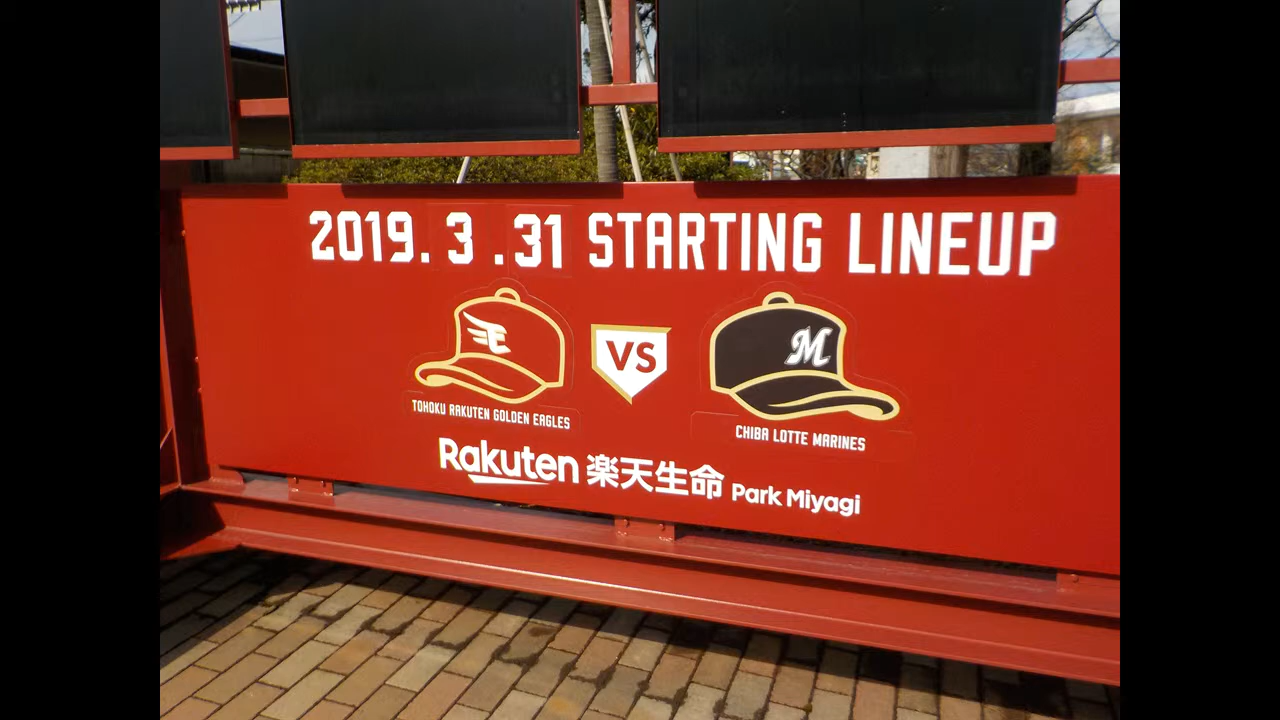 2019. 3 .31 STARTING LINEUP
E
VS
M
TOHOKU RAKUTEN GOLDEN EAGLES
CHIBA LOTTE MARINES
Rakuten 楽天生命 Park Miyagi